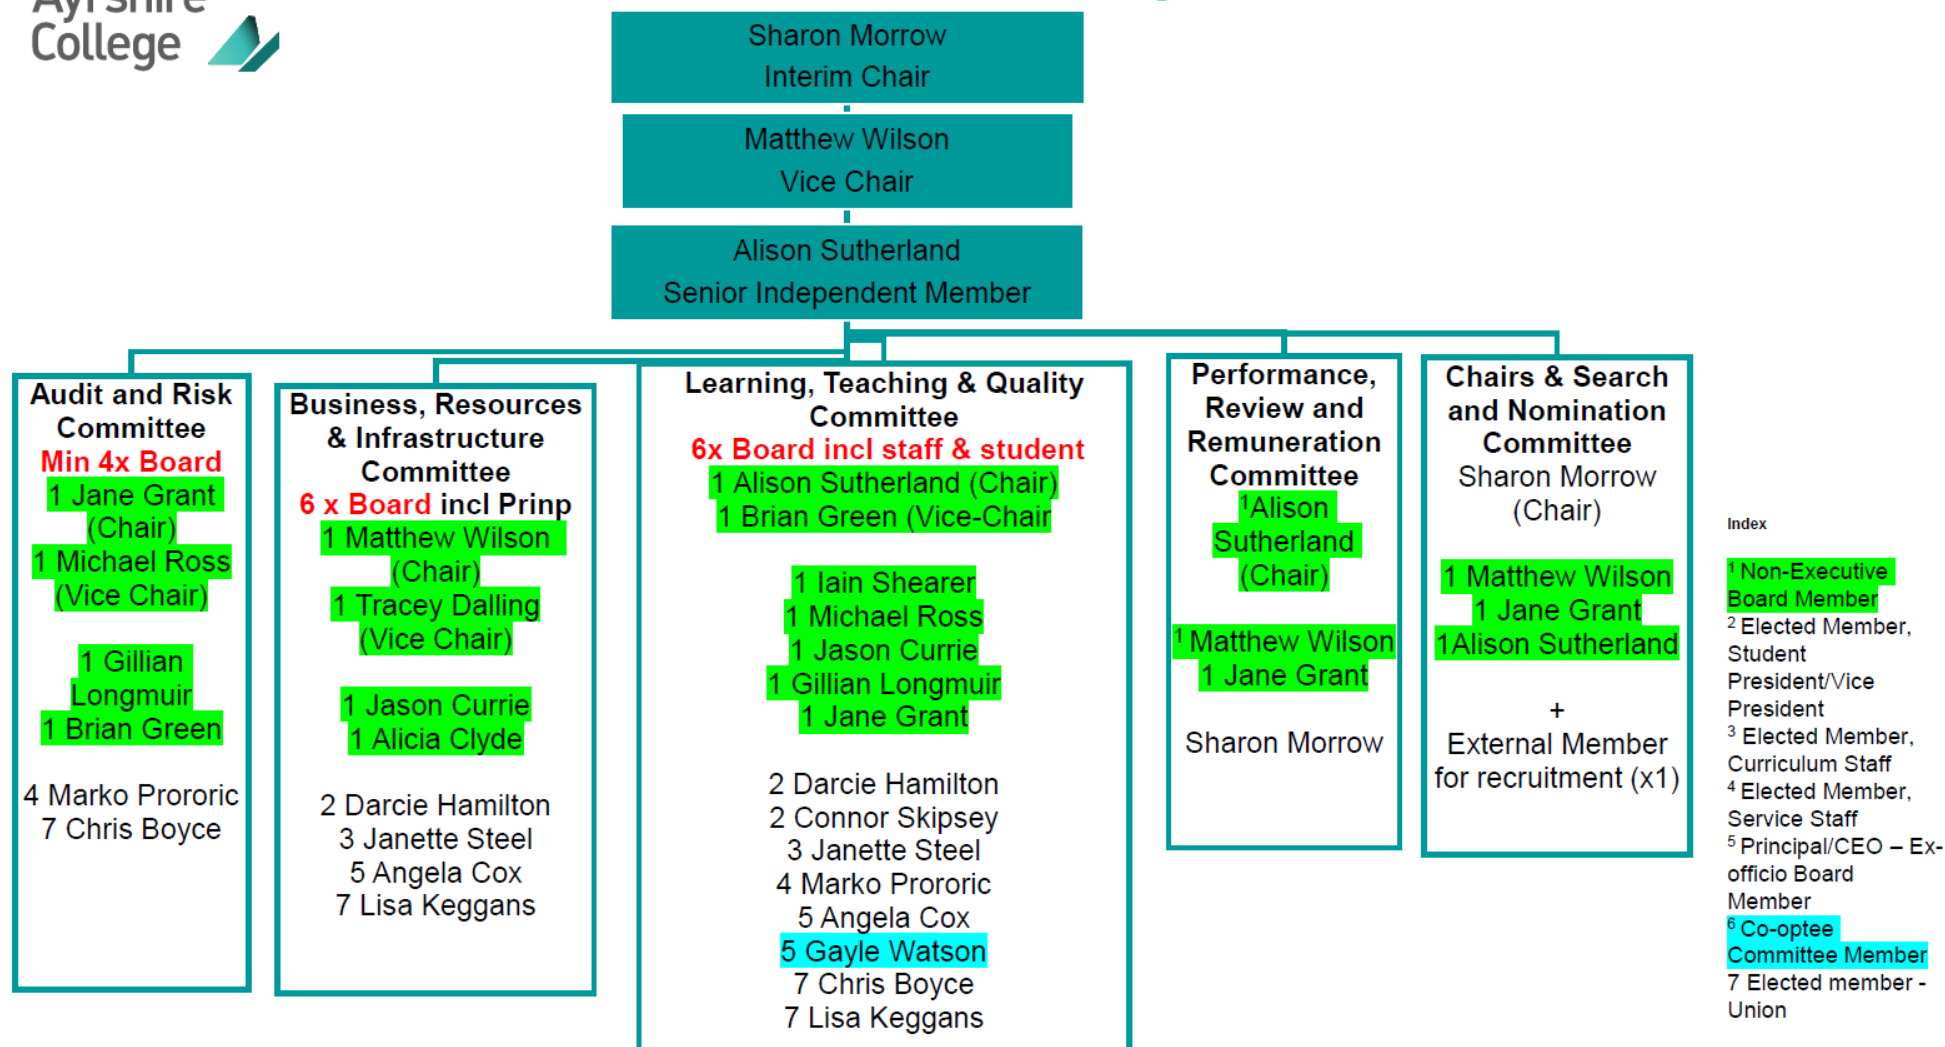 Ayrshire
College
Sharon Morrow
Interim Chair
Matthew Wilson
Vice Chair
Alison Sutherland
Senior Independent Member
Audit and Risk
Committee
Min 4x Board
1 Jane Grant
(Chair)
1 Michael Ross
(Vice Chair)
1 Gillian
Longmuir
1 Brian Green
4 Marko Prororic
7 Chris Boyce
Business, Resources
& Infrastructure
Committee
6 x Board incl Prinp
1 Matthew Wilson
(Chair)
1 Tracey Dalling
(Vice Chair)
1 Jason Currie
1 Alicia Clyde
2 Darcie Hamilton
3 Janette Steel
5 Angela Cox
7 Lisa Keggans
Learning, Teaching & Quality
Committee
6x Board incl staff & student
1 Alison Sutherland (Chair)
1 Brian Green (Vice-Chair
1 Iain Shearer
1 Michael Ross
1 Jason Currie
1 Gillian Longmuir
1 Jane Grant
2 Darcie Hamilton
2 Connor Skipsey
3 Janette Steel
4 Marko Prororic
5 Angela Cox
5 Gayle Watson
7 Chris Boyce
7 Lisa Keggans
Performance,
Review and
Remuneration
Committee
¹Alison
Sutherland
(Chair)
¹ Matthew Wilson
1 Jane Grant
Sharon Morrow
Chairs & Search
and Nomination
Committee
Sharon Morrow
(Chair)
1 Matthew Wilson
1 Jane Grant
1Alison Sutherland
+
External Member
for recruitment (x1)
Index
¹ Non-Executive
Board Member
² Elected Member,
Student
President/Vice
President
³ Elected Member,
Curriculum Staff
⁴ Elected Member,
Service Staff
⁵ Principal/CEO – Ex-
officio Board
Member
⁶ Co-optee
Committee Member
7 Elected member -
Union